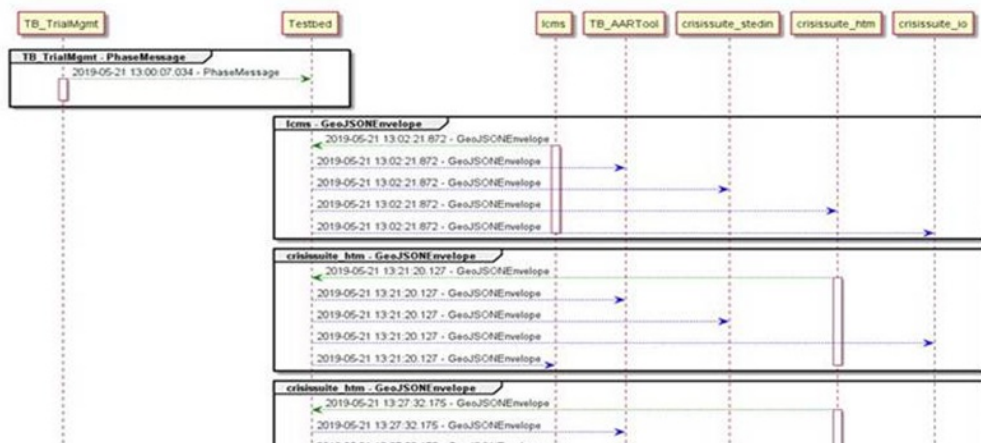 TB_TrialMgmt Testbed lcms TB_AARTool crisissuite_stedin crisissuite_htm crisissuite_io
TB_TrialMgmt - PhaseMessage
2019-05-21 13:00:07.034 - PhaseMessage
lcms - GeoJSONEnvelope
2019-05-21 13:02:21.872 - GeoJSONEnvelope
2019-05-21 13:02:21.872 - GeoJSONEnvelope
2019-05-21 13:02:21.872 - GeoJSONEnvelope
2019-05-21 13:02:21.872 - GeoJSONEnvelope
2019-05-21 13:02:21.872 - GeoJSONEnvelope
crisissuite_htm - GeoJSONEnvelope
2019-05-21 13:21:20.127 - GeoJSONEnvelope
2019-05-21 13:21:20.127 - GeoJSONEnvelope
2019-05-21 13:21:20.127 - GeoJSONEnvelope
2019-05-21 13:21:20.127 - GeoJSONEnvelope
2019-05-21 13:21:20.127 - GeoJSONEnvelope
crisissuite_htm - GeoJSONEnvelope
2019-05-21 13:27:32.175 - GeoJSONEnvelope
2019-05-21 13:27:32.175 - GeoJSONEnvelope